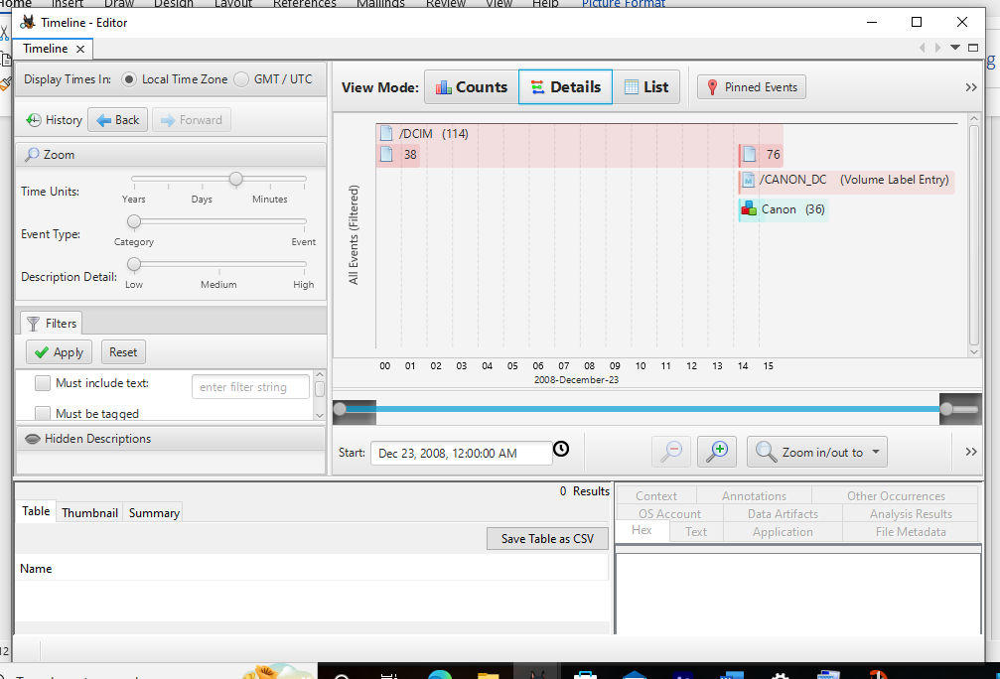 Home Insert Draw Design Layout References Mailings Review View Help Picture Format
Timeline - Editor
Timeline
Display Times In: Local Time Zone GMT / UTC
History Back Forward
Zoom
Time Units:
Years Days Minutes
Event Type:
Category Event
Description Detail:
Low Medium High
Filters
Apply Reset
Must include text: enter filter string
Must be tagged
Hidden Descriptions
View Mode: Counts Details List Pinned Events
All Events (Filtered)
/DCIM (114)
38 76
/CANON_DC (Volume Label Entry)
Canon (36)
00 01 02 03 04 05 06 07 08 09 10 11 12 13 14 15
2008-December-23
Start: Dec 23, 2008, 12:00:00 AM Zoom in/out to
0 Results
Table Thumbnail Summary
Save Table as CSV
Name
Context Annotations Other Occurrences
OS Account Data Artifacts Analysis Results
Hex Text Application File Metadata